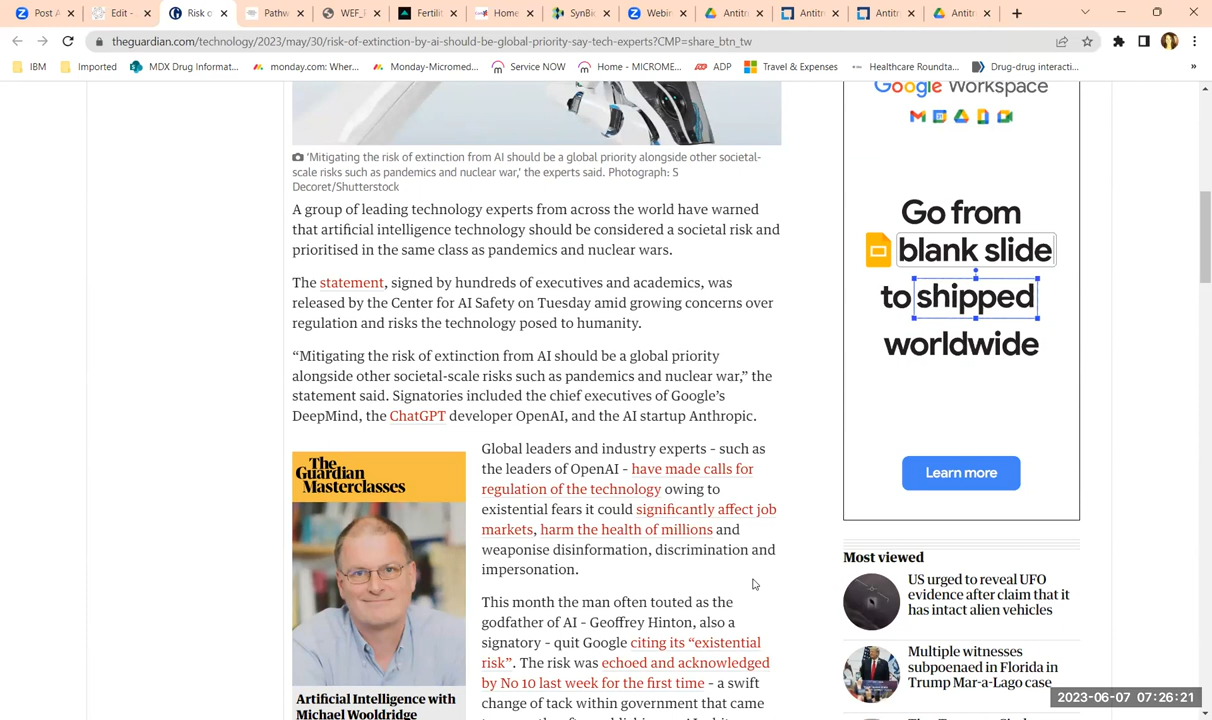 Post A
Edit -
Risk o
Pathw
WEF_F
Fertilit
Home
SynBi
Webin
Antitr
Antitr
Antitr
Antitr
theguardian.com/technology/2023/may/30/risk-of-extinction-by-ai-should-be-global-priority-say-tech-experts?CMP=share_btn_tw
IBM
Imported
MDX Drug Informat...
monday.com: Wher...
Monday-Micromed...
Service NOW
Home - MICROME...
ADP
Travel & Expenses
Healthcare Roundta...
Drug-drug interacti...
»
'Mitigating the risk of extinction from AI should be a global priority alongside other societal-
scale risks such as pandemics and nuclear war,' the experts said. Photograph: S
Decoret/Shutterstock
A group of leading technology experts from across the world have warned
that artificial intelligence technology should be considered a societal risk and
prioritised in the same class as pandemics and nuclear wars.
The statement, signed by hundreds of executives and academics, was
released by the Center for AI Safety on Tuesday amid growing concerns over
regulation and risks the technology posed to humanity.
“Mitigating the risk of extinction from AI should be a global priority
alongside other societal-scale risks such as pandemics and nuclear war,” the
statement said. Signatories included the chief executives of Google’s
DeepMind, the ChatGPT developer OpenAI, and the AI startup Anthropic.
The
Guardian
Masterclasses
Artificial Intelligence with
Michael Wooldridge
Global leaders and industry experts – such as
the leaders of OpenAI – have made calls for
regulation of the technology owing to
existential fears it could significantly affect job
markets, harm the health of millions and
weaponise disinformation, discrimination and
impersonation.
This month the man often touted as the
godfather of AI – Geoffrey Hinton, also a
signatory – quit Google citing its “existential
risk”. The risk was echoed and acknowledged
by No 10 last week for the first time – a swift
change of tack within government that came
Google Workspace
Go from
blank slide
to shipped
worldwide
Learn more
Most viewed
US urged to reveal UFO
evidence after claim that it
has intact alien vehicles
Multiple witnesses
subpoenaed in Florida in
Trump Mar-a-Lago case
2023-06-07 07:26:21